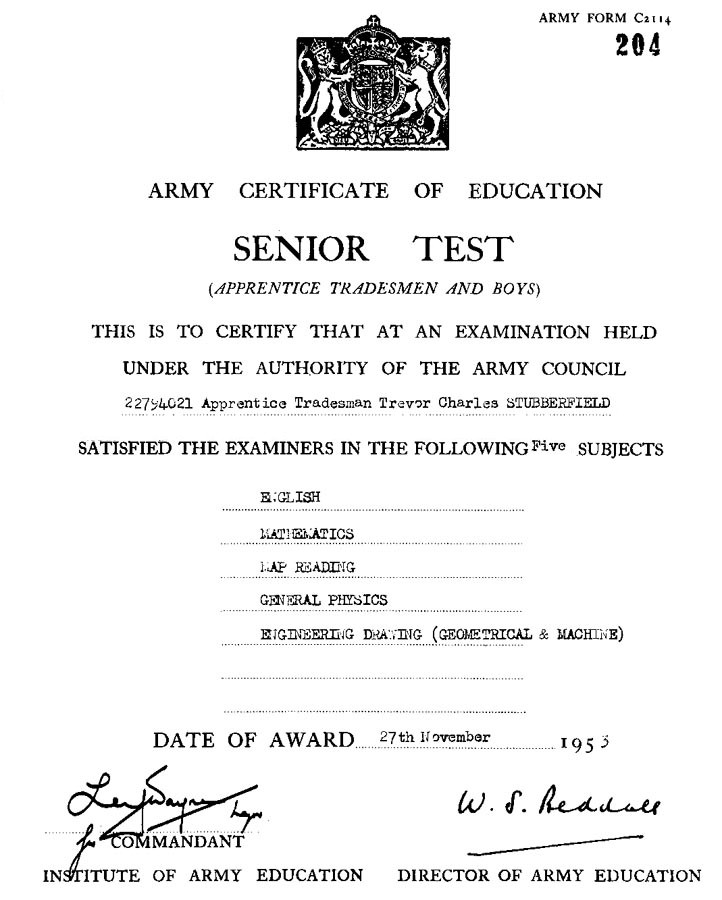 ARMY FORM C2114
204
ARMY CERTIFICATE OF EDUCATION
SENIOR TEST
(APPRENTICE TRADESMEN AND BOYS)
THIS IS TO CERTIFY THAT AT AN EXAMINATION HELD
UNDER THE AUTHORITY OF THE ARMY COUNCIL
22794021 Apprentice Tradesman Trevor Charles STUBBERFIELD
SATISFIED THE EXAMINERS IN THE FOLLOWING Five SUBJECTS
ENGLISH
MATHEMATICS
MAP READING
GENERAL PHYSICS
ENGINEERING DRAWING (GEOMETRICAL & MACHINE)
DATE OF AWARD 27th November 1953
W. S. Beddall
for COMMANDANT
INSTITUTE OF ARMY EDUCATION DIRECTOR OF ARMY EDUCATION